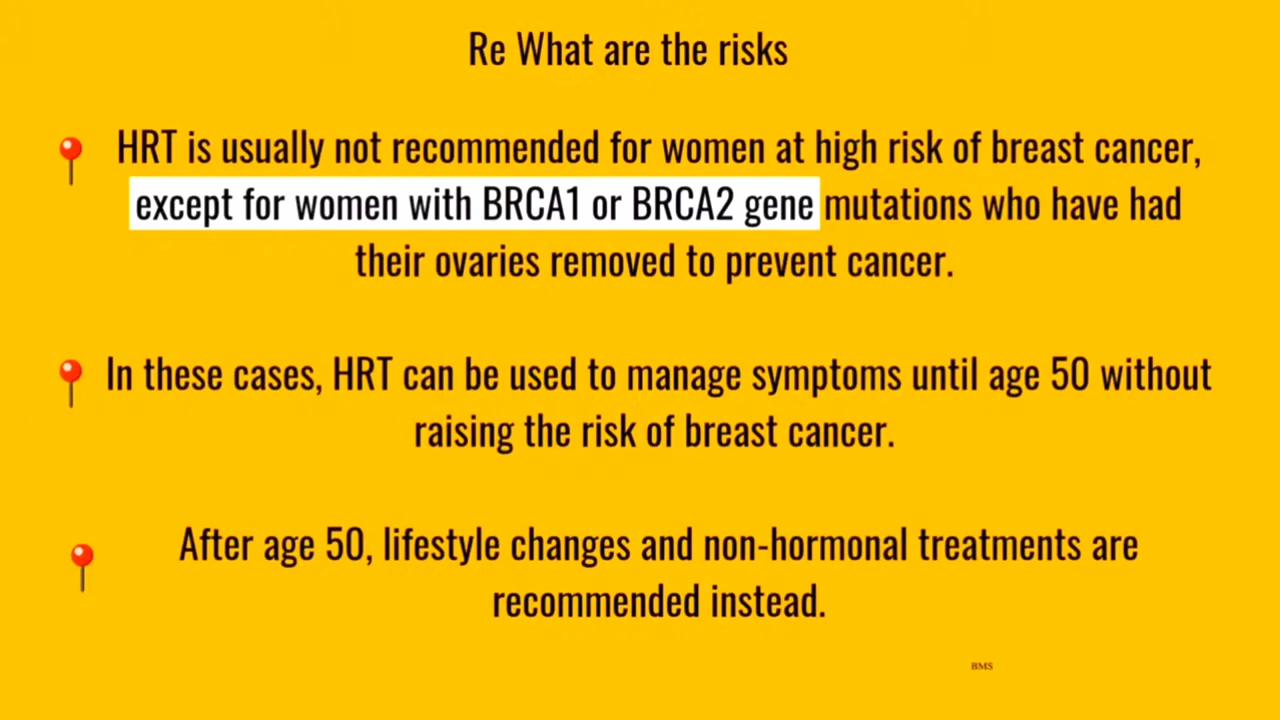 Re What are the risks
HRT is usually not recommended for women at high risk of breast cancer,
except for women with BRCA1 or BRCA2 gene mutations who have had
their ovaries removed to prevent cancer.
In these cases, HRT can be used to manage symptoms until age 50 without
raising the risk of breast cancer.
After age 50, lifestyle changes and non-hormonal treatments are
recommended instead.
BMS